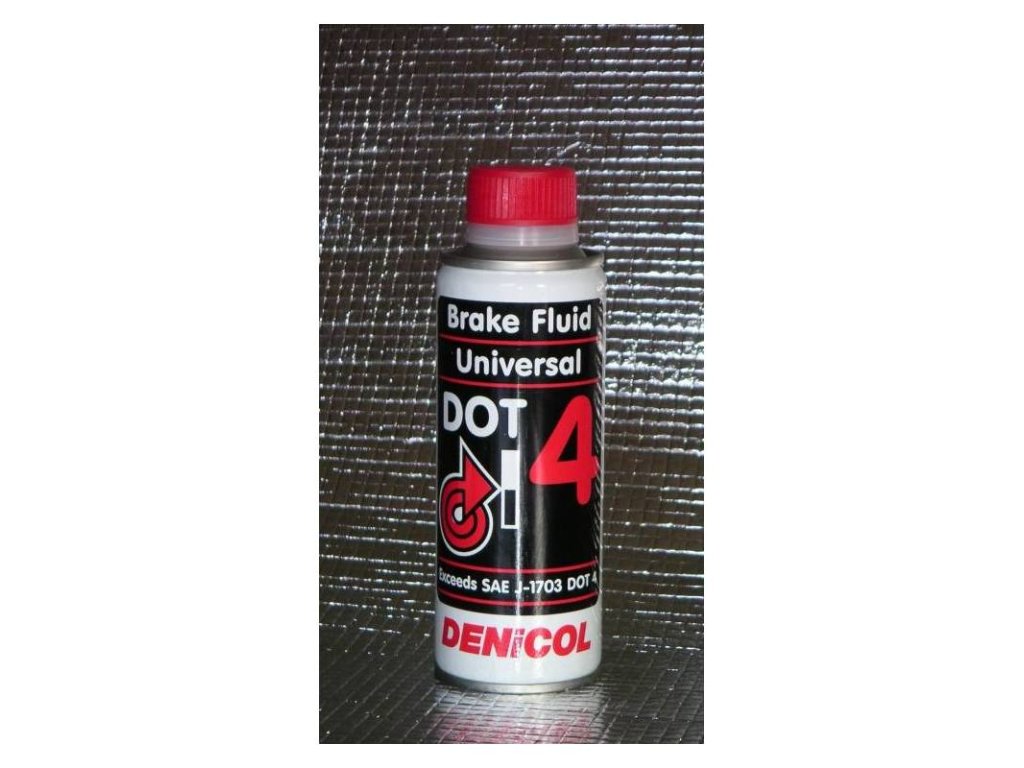 Brake Fluid
Universal
DOT 4
Exceeds SAE J-1703 DOT 4
DENiCOL